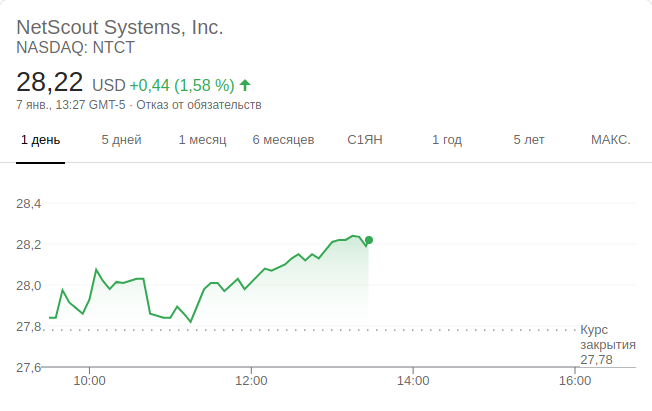 NetScout Systems, Inc.
NASDAQ: NTCT
28,22 USD +0,44 (1,58 %)
7 янв., 13:27 GMT-5 · Отказ от обязательств
1 день 5 дней 1 месяц 6 месяцев С1ЯН 1 год 5 лет МАКС.
28,4
28,2
28,0
27,8
Курс
закрытия
27,78
27,6
10:00 12:00 14:00 16:00